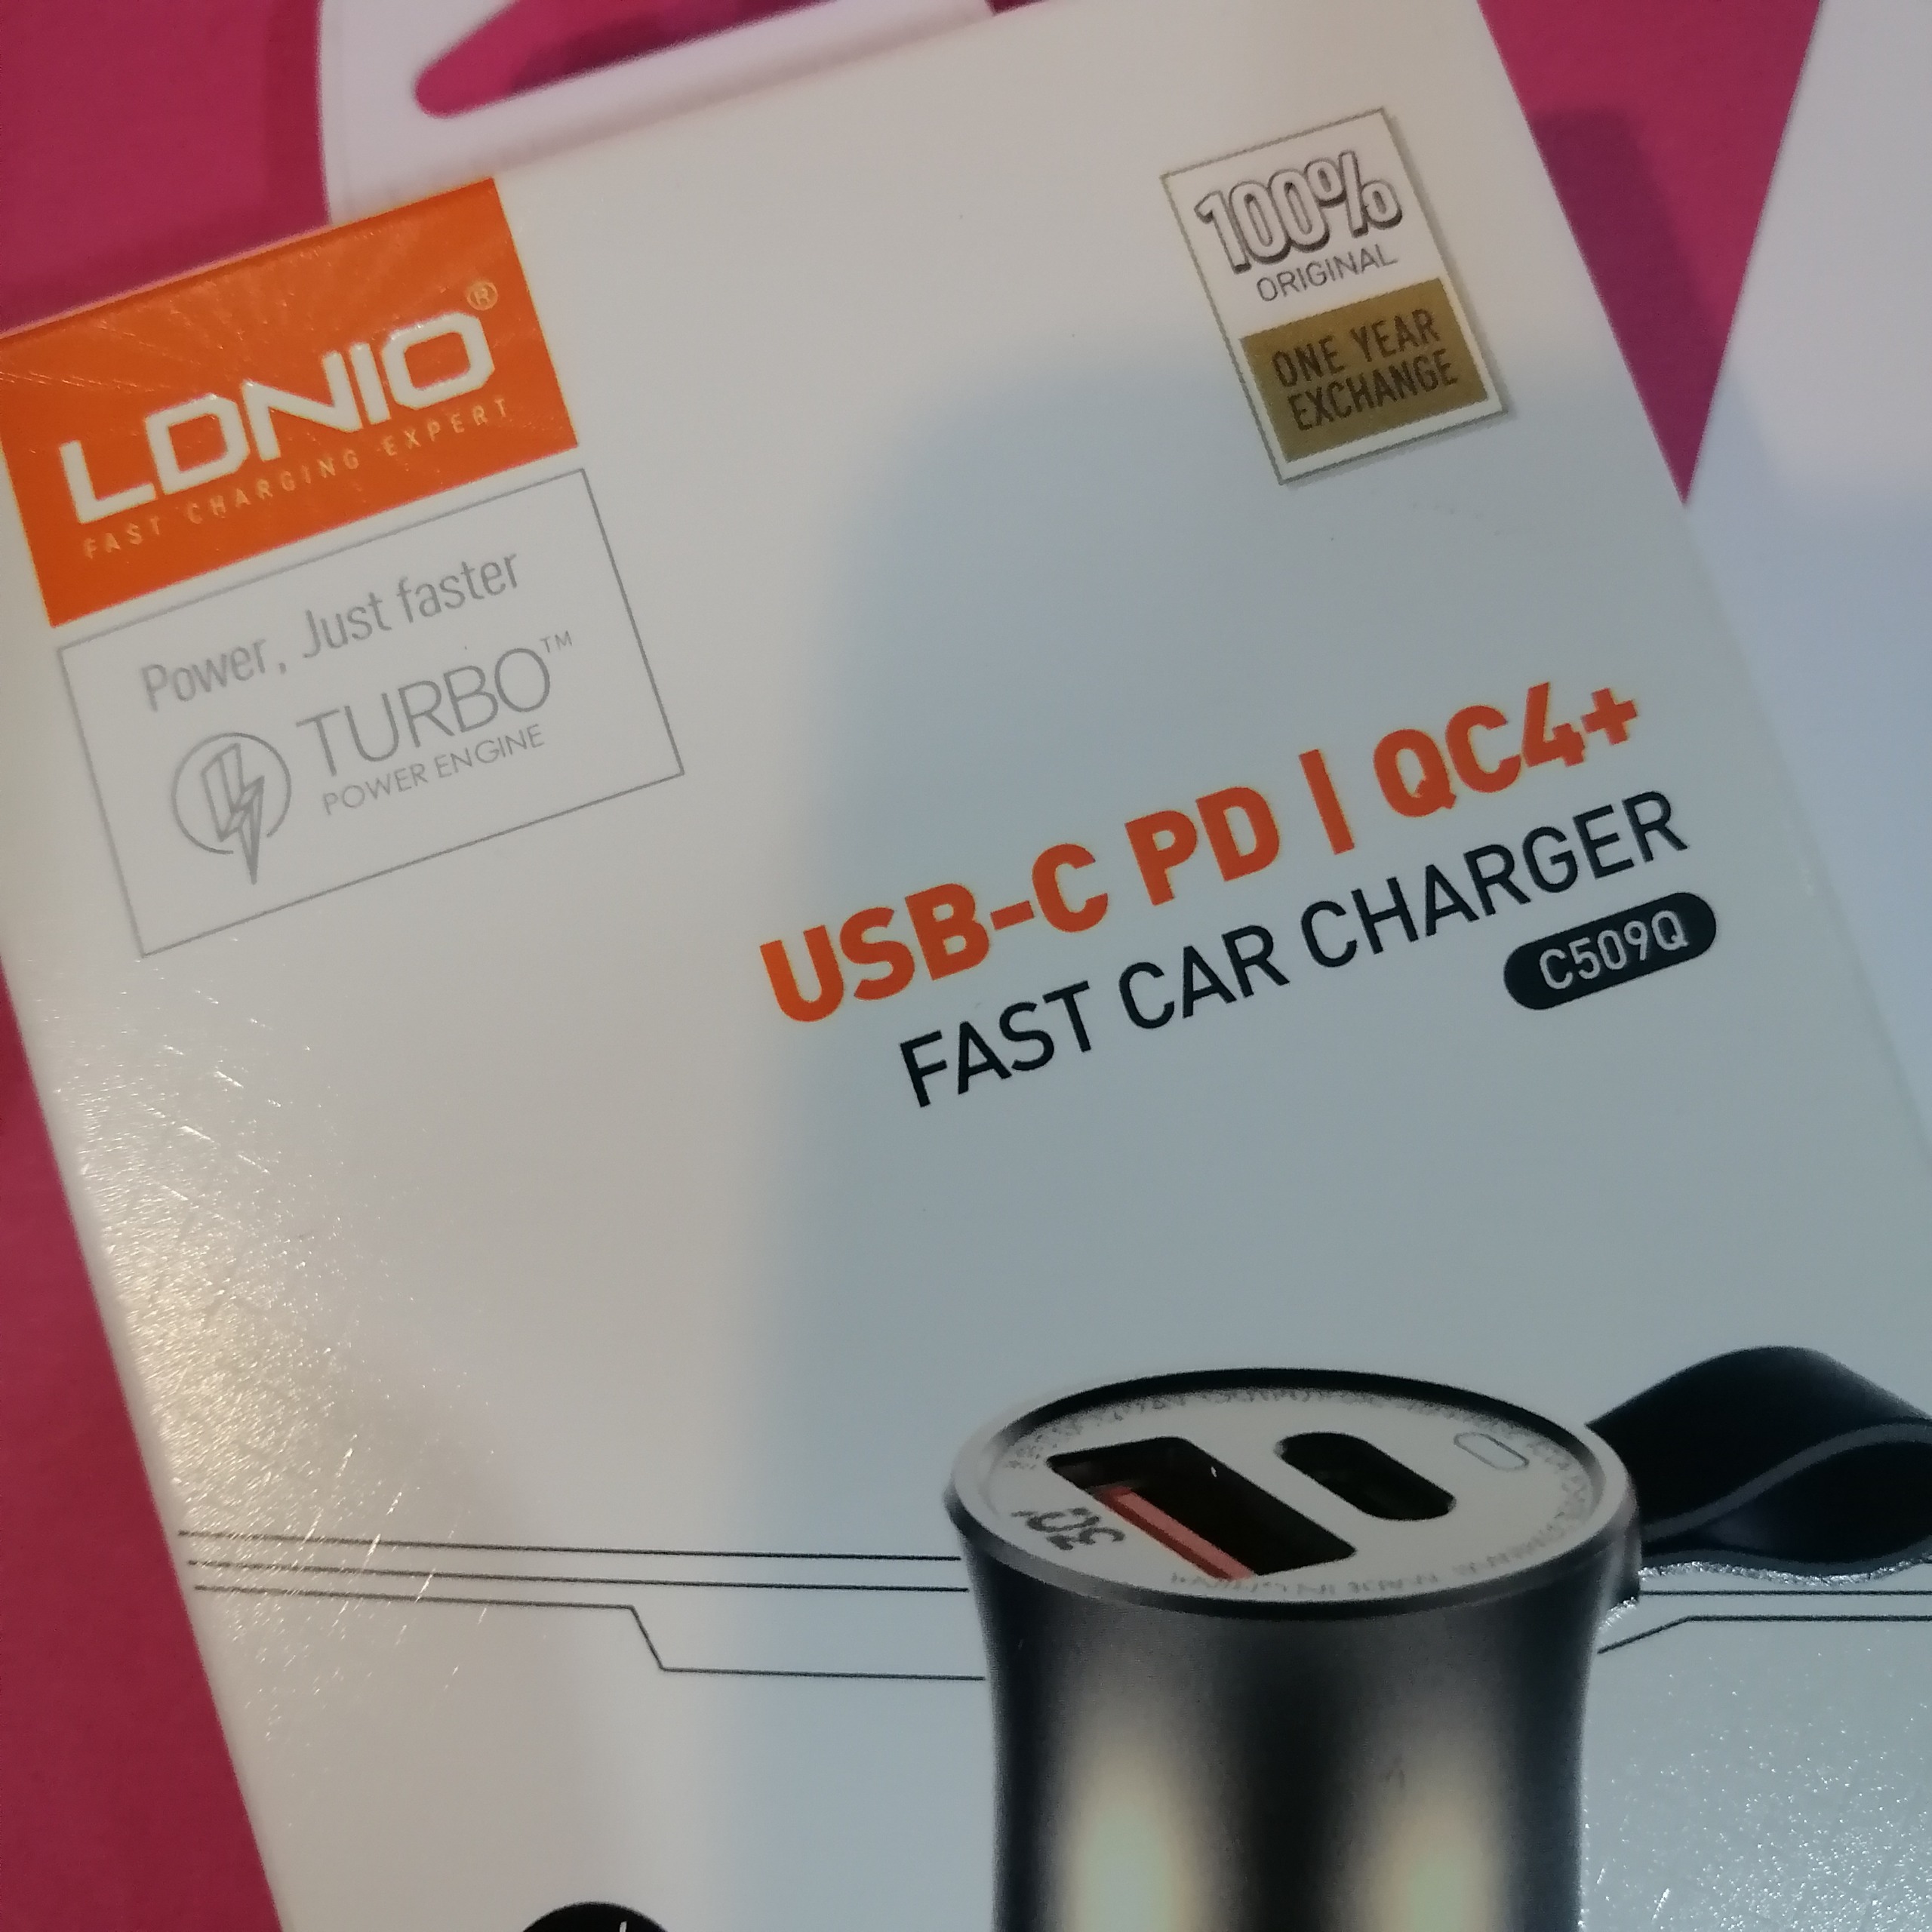 100%
ORIGINAL
ONE YEAR
EXCHANGE
LDNIO®
FAST CHARGING EXPERT
Power, Just faster
TURBO™
POWER ENGINE
USB-C PD | QC4+
FAST CAR CHARGER
C509Q